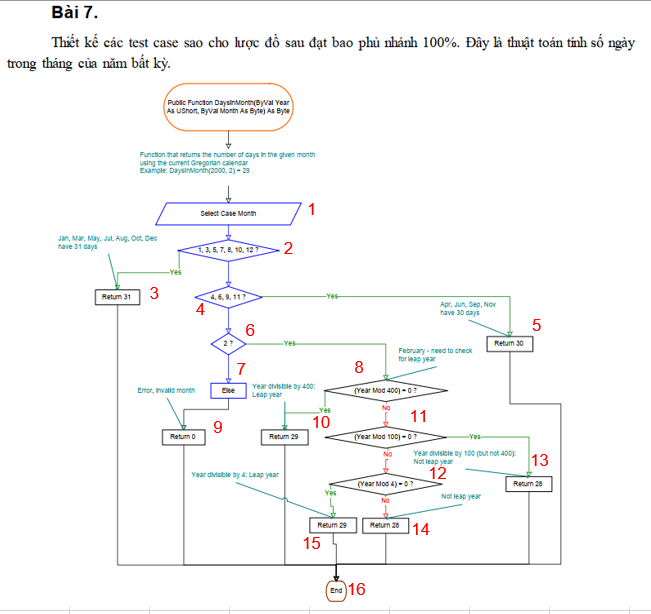 Bài 7.
Thiết kế các test case sao cho lược đồ sau đạt bao phủ nhánh 100%. Đây là thuật toán tính số ngày
trong tháng của năm bất kỳ.
Public Function DaysInMonth(ByVal Year
As UShort, ByVal Month As Byte) As Byte
Function that returns the number of days in the given month
using the current Gregorian calendar
Example: DaysInMonth(2000, 2) = 29
Select Case Month
1
Jan, Mar, May, Jul, Aug, Oct, Dec
have 31 days
1, 3, 5, 7, 8, 10, 12 ?
2
Yes
Return 31
3
4, 6, 9, 11 ?
4
Yes
Apr, Jun, Sep, Nov
have 30 days
Return 30
5
2 ?
6
Yes
7
Else
8
February - need to check
for leap year
Error, invalid month
Year divisible by 400:
Leap year
(Year Mod 400) = 0 ?
Yes
No
Return 0
9
Return 29
10
11
(Year Mod 100) = 0 ?
Yes
No
Year divisible by 100 (but not 400):
Not leap year
13
Return 28
Year divisible by 4: Leap year
12
(Year Mod 4) = 0 ?
Yes
No
Not leap year
Return 29
15
Return 28
14
End
16